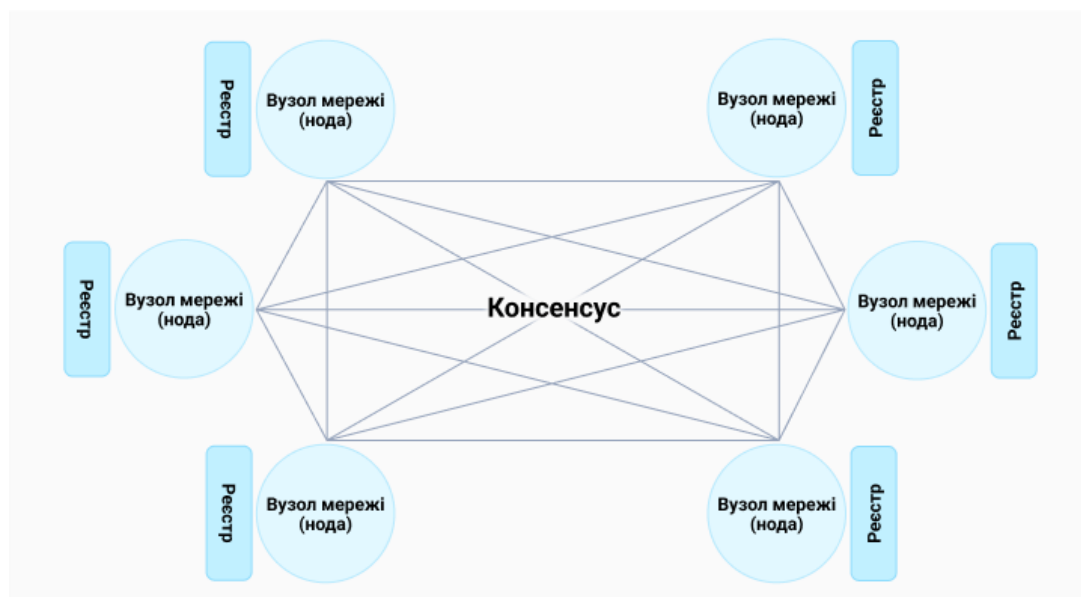 Реєстр
Вузол мережі
(нода)
Вузол мережі
(нода)
Реєстр
Реєстр
Вузол мережі
(нода)
Консенсус
Вузол мережі
(нода)
Реєстр
Реєстр
Вузол мережі
(нода)
Вузол мережі
(нода)
Реєстр